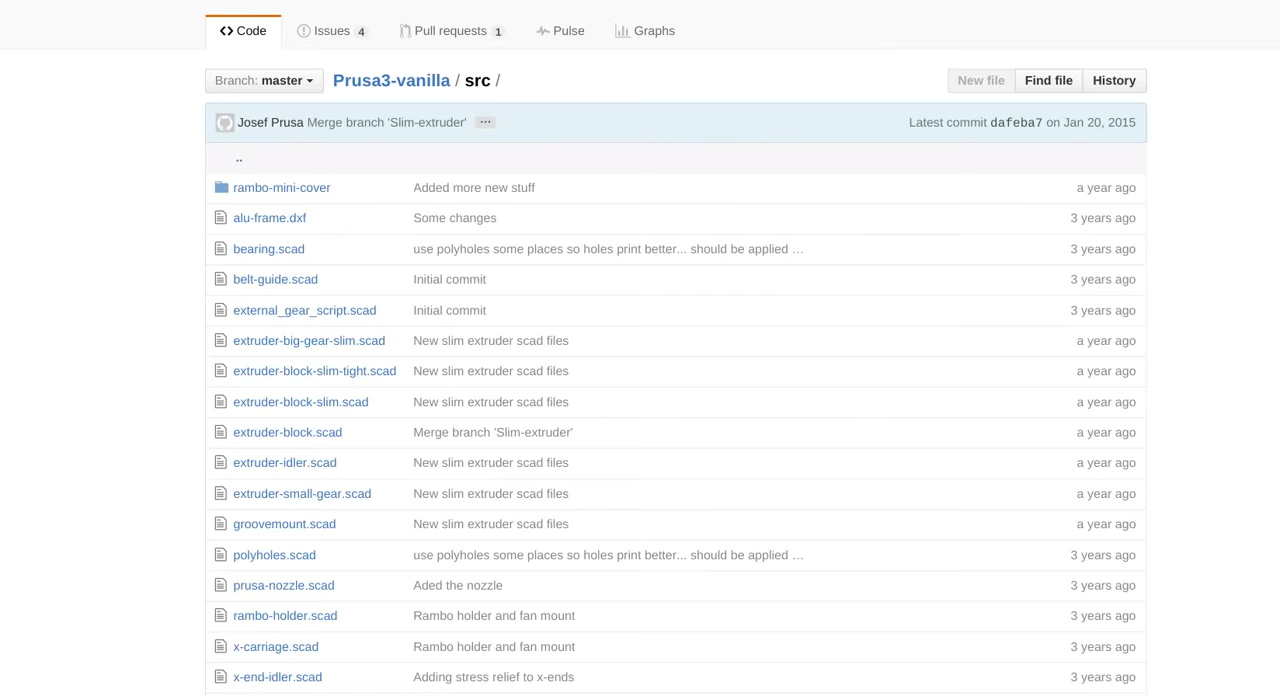 Code Issues 4 Pull requests 1 Pulse Graphs
Branch: master Prusa3-vanilla / src / New file Find file History
Josef Prusa Merge branch 'Slim-extruder' ... Latest commit dafeba7 on Jan 20, 2015
..
rambo-mini-cover Added more new stuff a year ago
alu-frame.dxf Some changes 3 years ago
bearing.scad use polyholes some places so holes print better... should be applied … 3 years ago
belt-guide.scad Initial commit 3 years ago
external_gear_script.scad Initial commit 3 years ago
extruder-big-gear-slim.scad New slim extruder scad files a year ago
extruder-block-slim-tight.scad New slim extruder scad files a year ago
extruder-block-slim.scad New slim extruder scad files a year ago
extruder-block.scad Merge branch 'Slim-extruder' a year ago
extruder-idler.scad New slim extruder scad files a year ago
extruder-small-gear.scad New slim extruder scad files a year ago
groovemount.scad New slim extruder scad files a year ago
polyholes.scad use polyholes some places so holes print better... should be applied … 3 years ago
prusa-nozzle.scad Aded the nozzle 3 years ago
rambo-holder.scad Rambo holder and fan mount 3 years ago
x-carriage.scad Rambo holder and fan mount 3 years ago
x-end-idler.scad Adding stress relief to x-ends 3 years ago